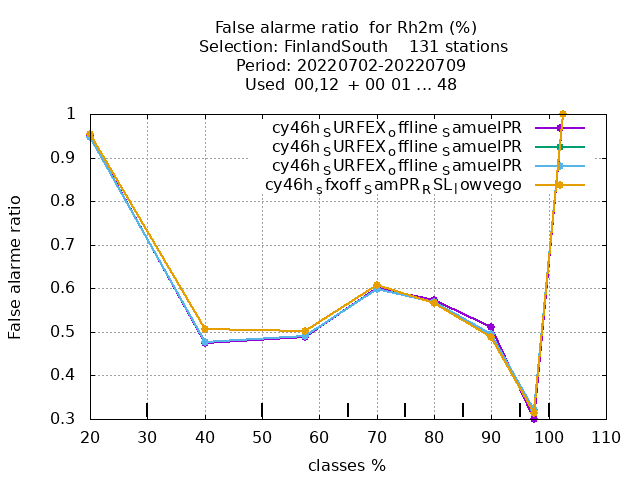 False alarme ratio  for Rh2m (%)
Selection: FinlandSouth    131 stations
Period: 20220702-20220709
Used  00,12  + 00 01 ... 48
cy46h_SURFEX_offline_SamuelPR
cy46h_SURFEX_offline_SamuelPR
cy46h_SURFEX_offline_SamuelPR
cy46h_sfxoff_SamPR_RSL_lowvego
1
0.9
0.8
0.7
0.6
0.5
0.4
0.3
False alarme ratio
20 30 40 50 60 70 80 90 100 110
classes %